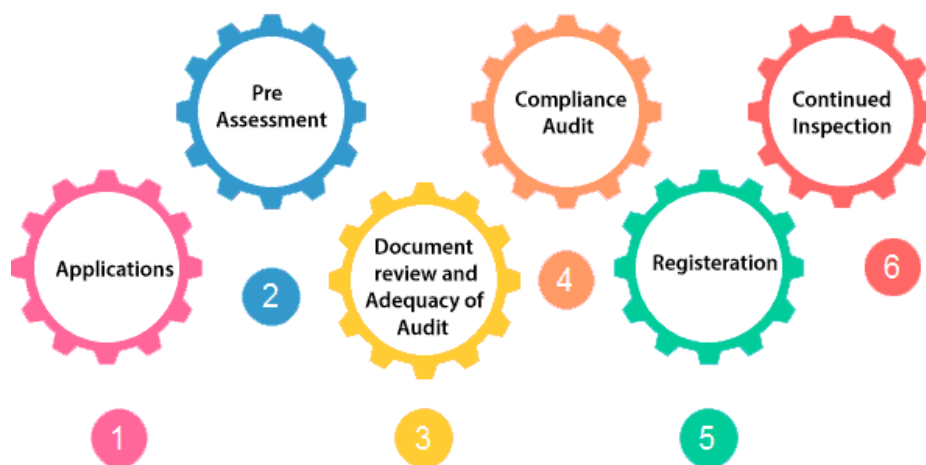 Applications
1
Pre
Assessment
2
Document
review and
Adequacy of
Audit
3
Compliance
Audit
4
Registeration
5
Continued
Inspection
6